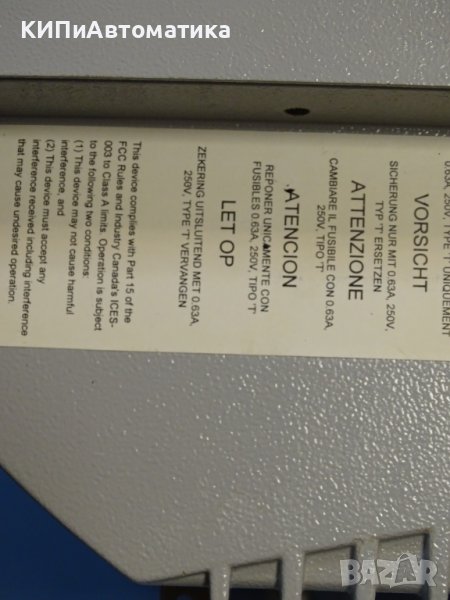 КИПиАвтоматика
0.63A, 250V, TYPE 'T' UNIQUEMENT
VORSICHT
SICHERUNG NUR MIT 0.63A, 250V,
TYP 'T' ERSETZEN
ATTENZIONE
CAMBIARE IL FUSIBLE CON 0.63A,
250V, TIPO 'T'
ATENCION
REPONER UNICAMENTE CON
FUSIBLES 0.63A, 250V, TIPO 'T'
LET OP
ZEKERING UITSLUITEND MET 0.63A,
250V, TYPE 'T' VERVANGEN
This device complies with Part 15 of the
FCC Rules and Industry Canada's ICES-
003 to Class A limits. Operation is subject
to the following two conditions
(1) This device may not cause harmful
interference, and
(2) This device must accept any
interference received including interference
that may cause undesired operation.
BAZAR